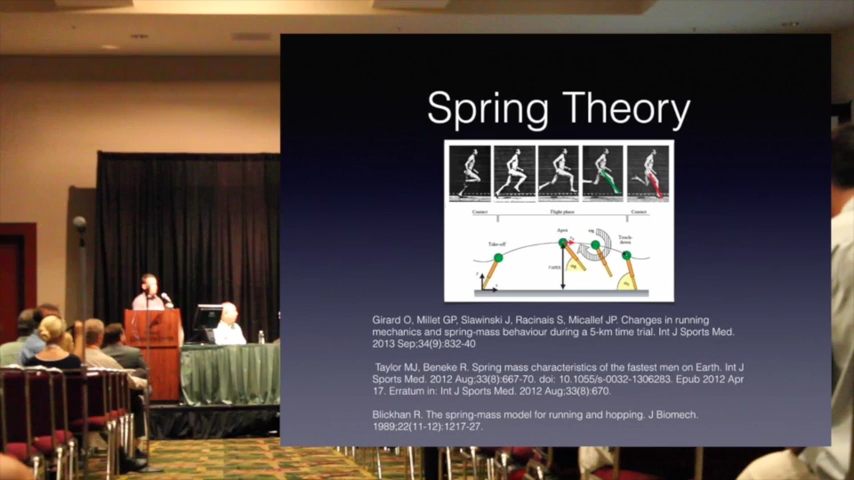 Spring Theory
Contact
Flight phase
Contact
Take-off
Apex
Touch-
down
Girard O, Millet GP, Slawinski J, Racinais S, Micallef JP. Changes in running
mechanics and spring-mass behaviour during a 5-km time trial. Int J Sports Med.
2013 Sep;34(9):832-40
Taylor MJ, Beneke R. Spring mass characteristics of the fastest men on Earth. Int J
Sports Med. 2012 Aug;33(8):667-70. doi: 10.1055/s-0032-1306283. Epub 2012 Apr
17. Erratum in: Int J Sports Med. 2012 Aug;33(8):670.
Blickhan R. The spring-mass model for running and hopping. J Biomech.
1989;22(11-12):1217-27.